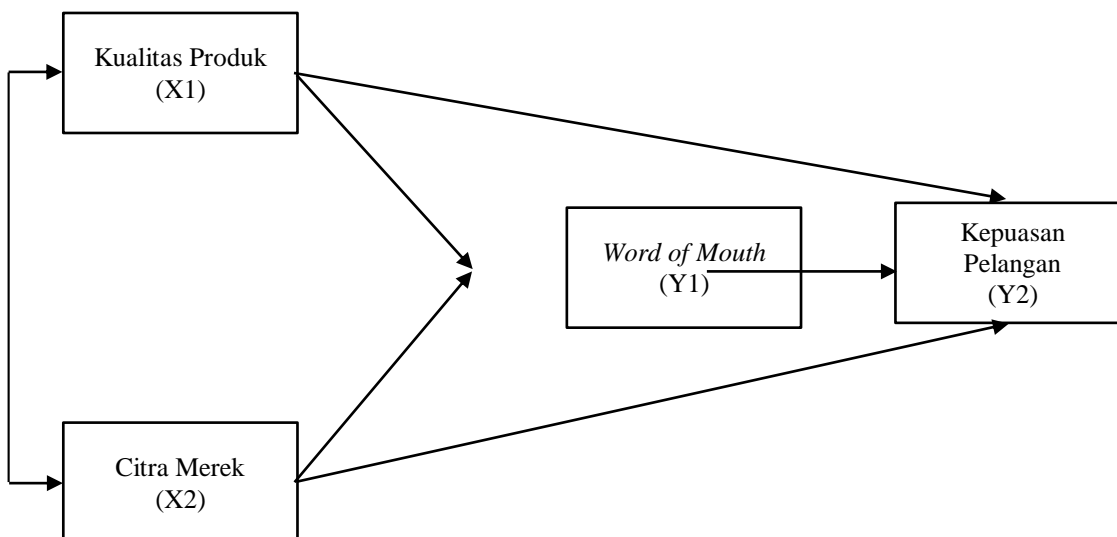 Kualitas Produk
(X1)
Word of Mouth
(Y1)
Kepuasan
Pelangan
(Y2)
Citra Merek
(X2)